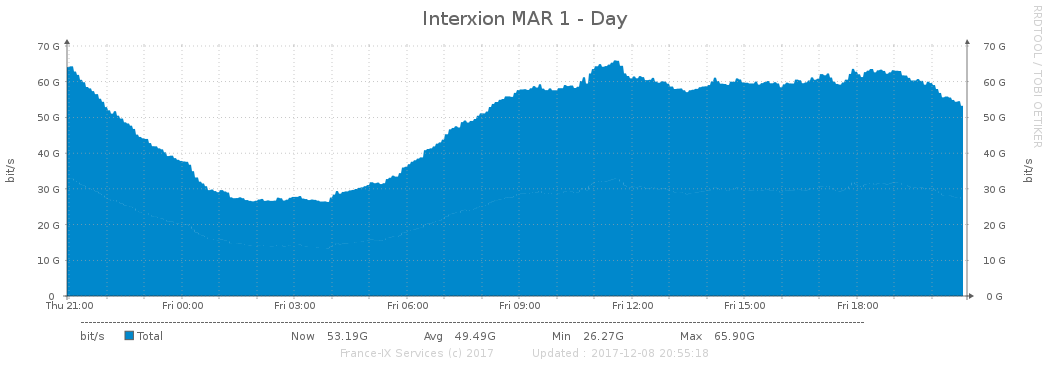 Interxion MAR 1 - Day
RRDTOOL / TOBI OETIKER
70 G 70 G
60 G 60 G
50 G 50 G
40 G 40 G
30 G 30 G
20 G 20 G
10 G 10 G
0 0 G
bit/s
bit/s
Thu 21:00 Fri 00:00 Fri 03:00 Fri 06:00 Fri 09:00 Fri 12:00 Fri 15:00 Fri 18:00
bit/s Total Now 53.19G Avg 49.49G Min 26.27G Max 65.90G
France-IX Services (c) 2017 Updated : 2017-12-08 20:55:18